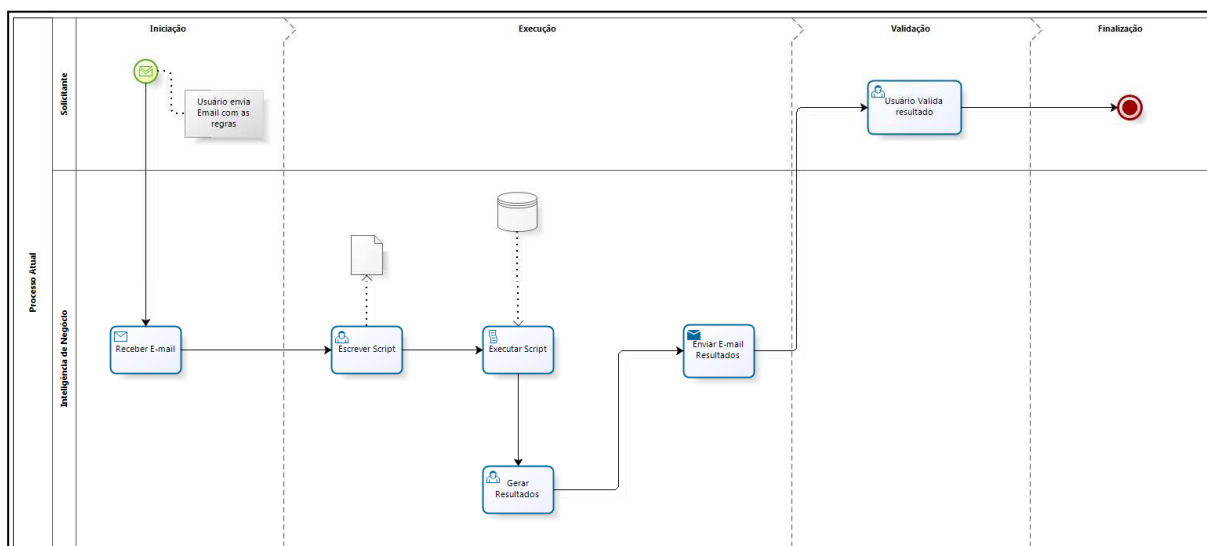 Iniciação
Execução
Validação
Finalização
Processo Atual
Solicitante
Usuário envia
Email com as
regras
Usuário Valida
resultado
Inteligência de Negócio
Receber E-mail
Escrever Script
Executar Script
Enviar E-mail
Resultados
Gerar
Resultados